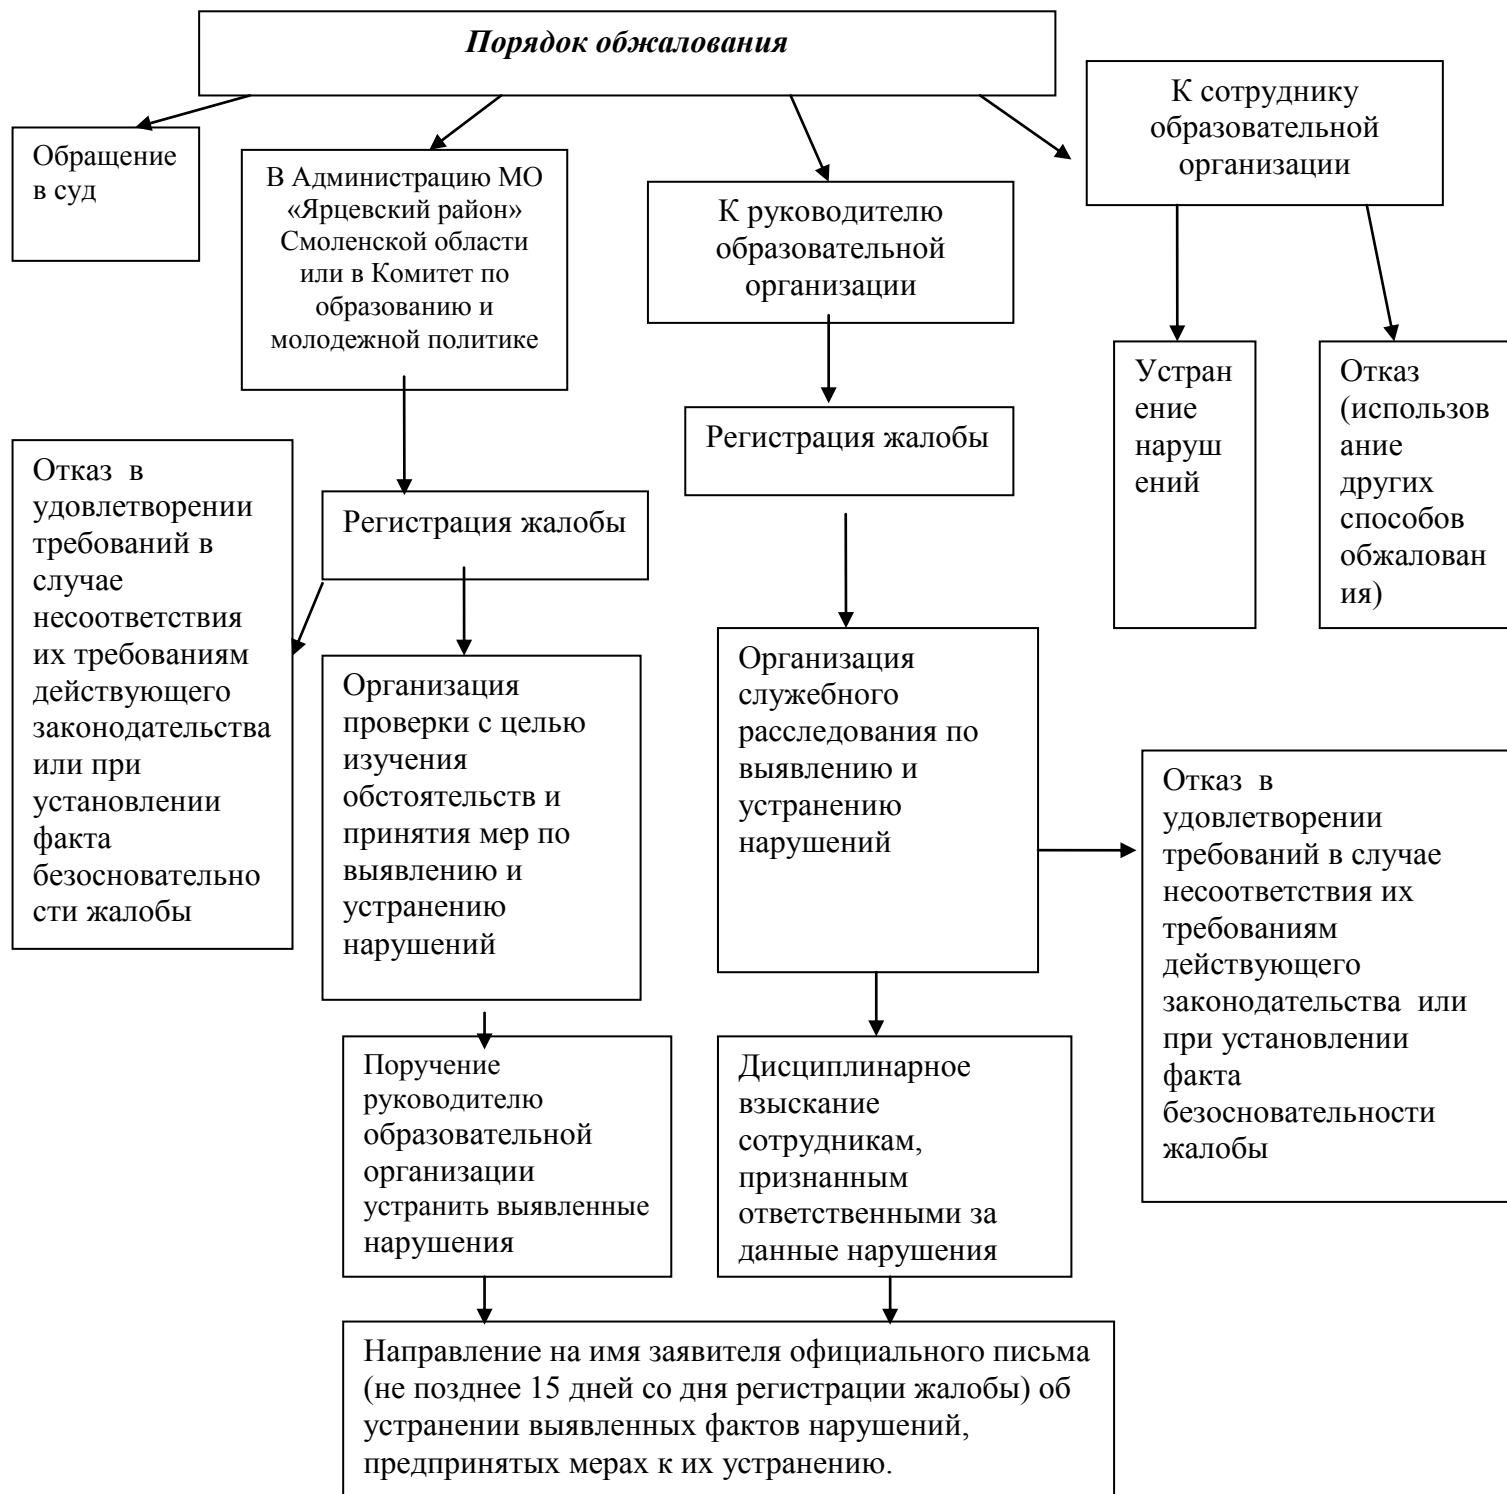 Порядок обжалования
К сотруднику
образовательной
организации
Обращение
в суд
В Администрацию МО
«Ярцевский район»
Смоленской области
или в Комитет по
образованию и
молодежной политике
К руководителю
образовательной
организации
Устран
ение
наруш
ений
Отказ
(использов
ание
других
способов
обжалован
ия)
Регистрация жалобы
Отказ в
удовлетворении
требований в
случае
несоответствия
их требованиям
действующего
законодательства
или при
установлении
факта
безосновательно
сти жалобы
Регистрация жалобы
Организация
проверки с целью
изучения
обстоятельств и
принятия мер по
выявлению и
устранению
нарушений
Организация
служебного
расследования по
выявлению и
устранению
нарушений
Отказ в
удовлетворении
требований в случае
несоответствия их
требованиям
действующего
законодательства или
при установлении
факта
безосновательности
жалобы
Поручение
руководителю
образовательной
организации
устранить выявленные
нарушения
Дисциплинарное
взыскание
сотрудникам,
признанным
ответственными за
данные нарушения
Направление на имя заявителя официального письма
(не позднее 15 дней со дня регистрации жалобы) об
устранении выявленных фактов нарушений,
предпринятых мерах к их устранению.